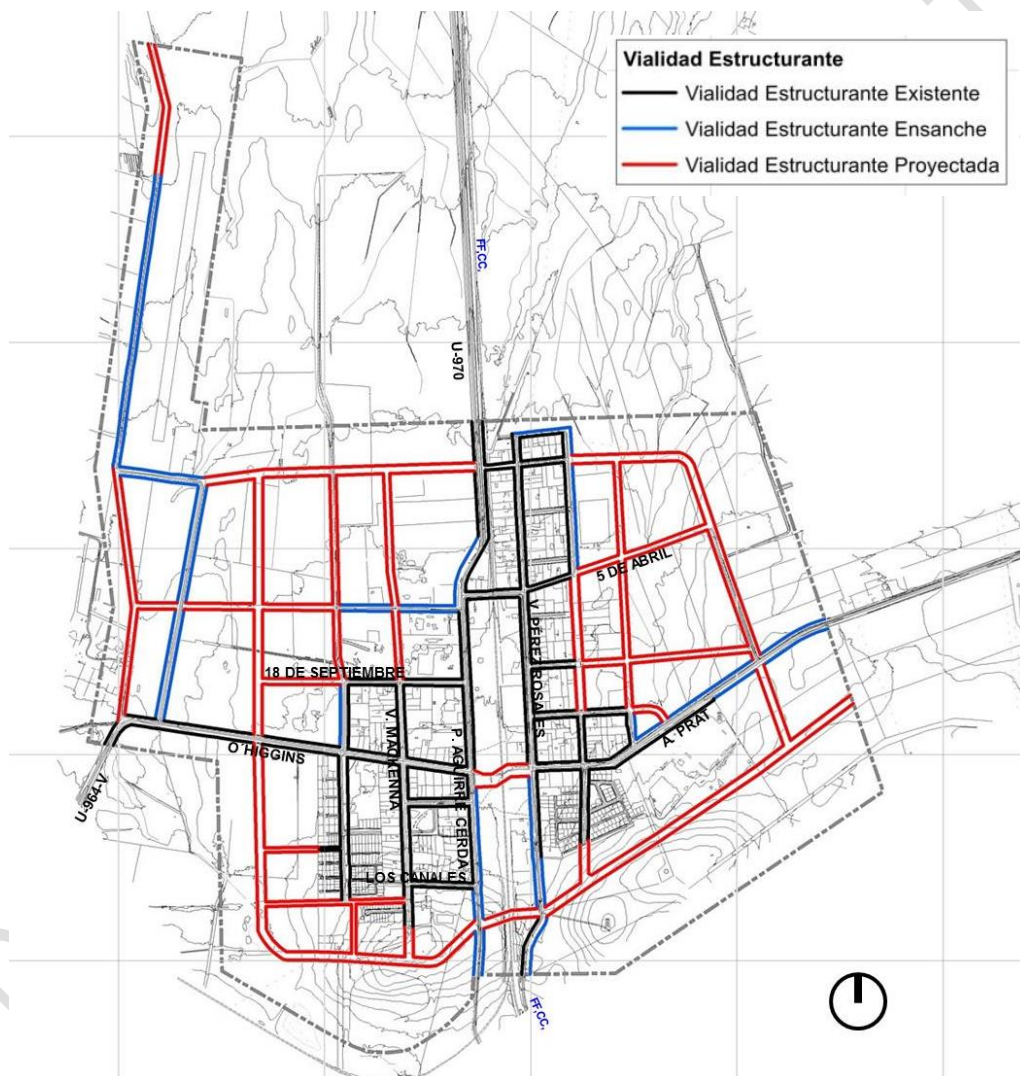 Vialidad Estructurante
Vialidad Estructurante Existente
Vialidad Estructurante Ensanche
Vialidad Estructurante Proyectada
FF,CC,
U-970
5 DE ABRIL
V. PÉREZ ROSALES
18 DE SEPTIEMBRE
V. MACKENNA
P. AGUIRRE CERDA
A. PRAT
O´HIGGINS
U-964-V
LOS CANALES
FF,CC,